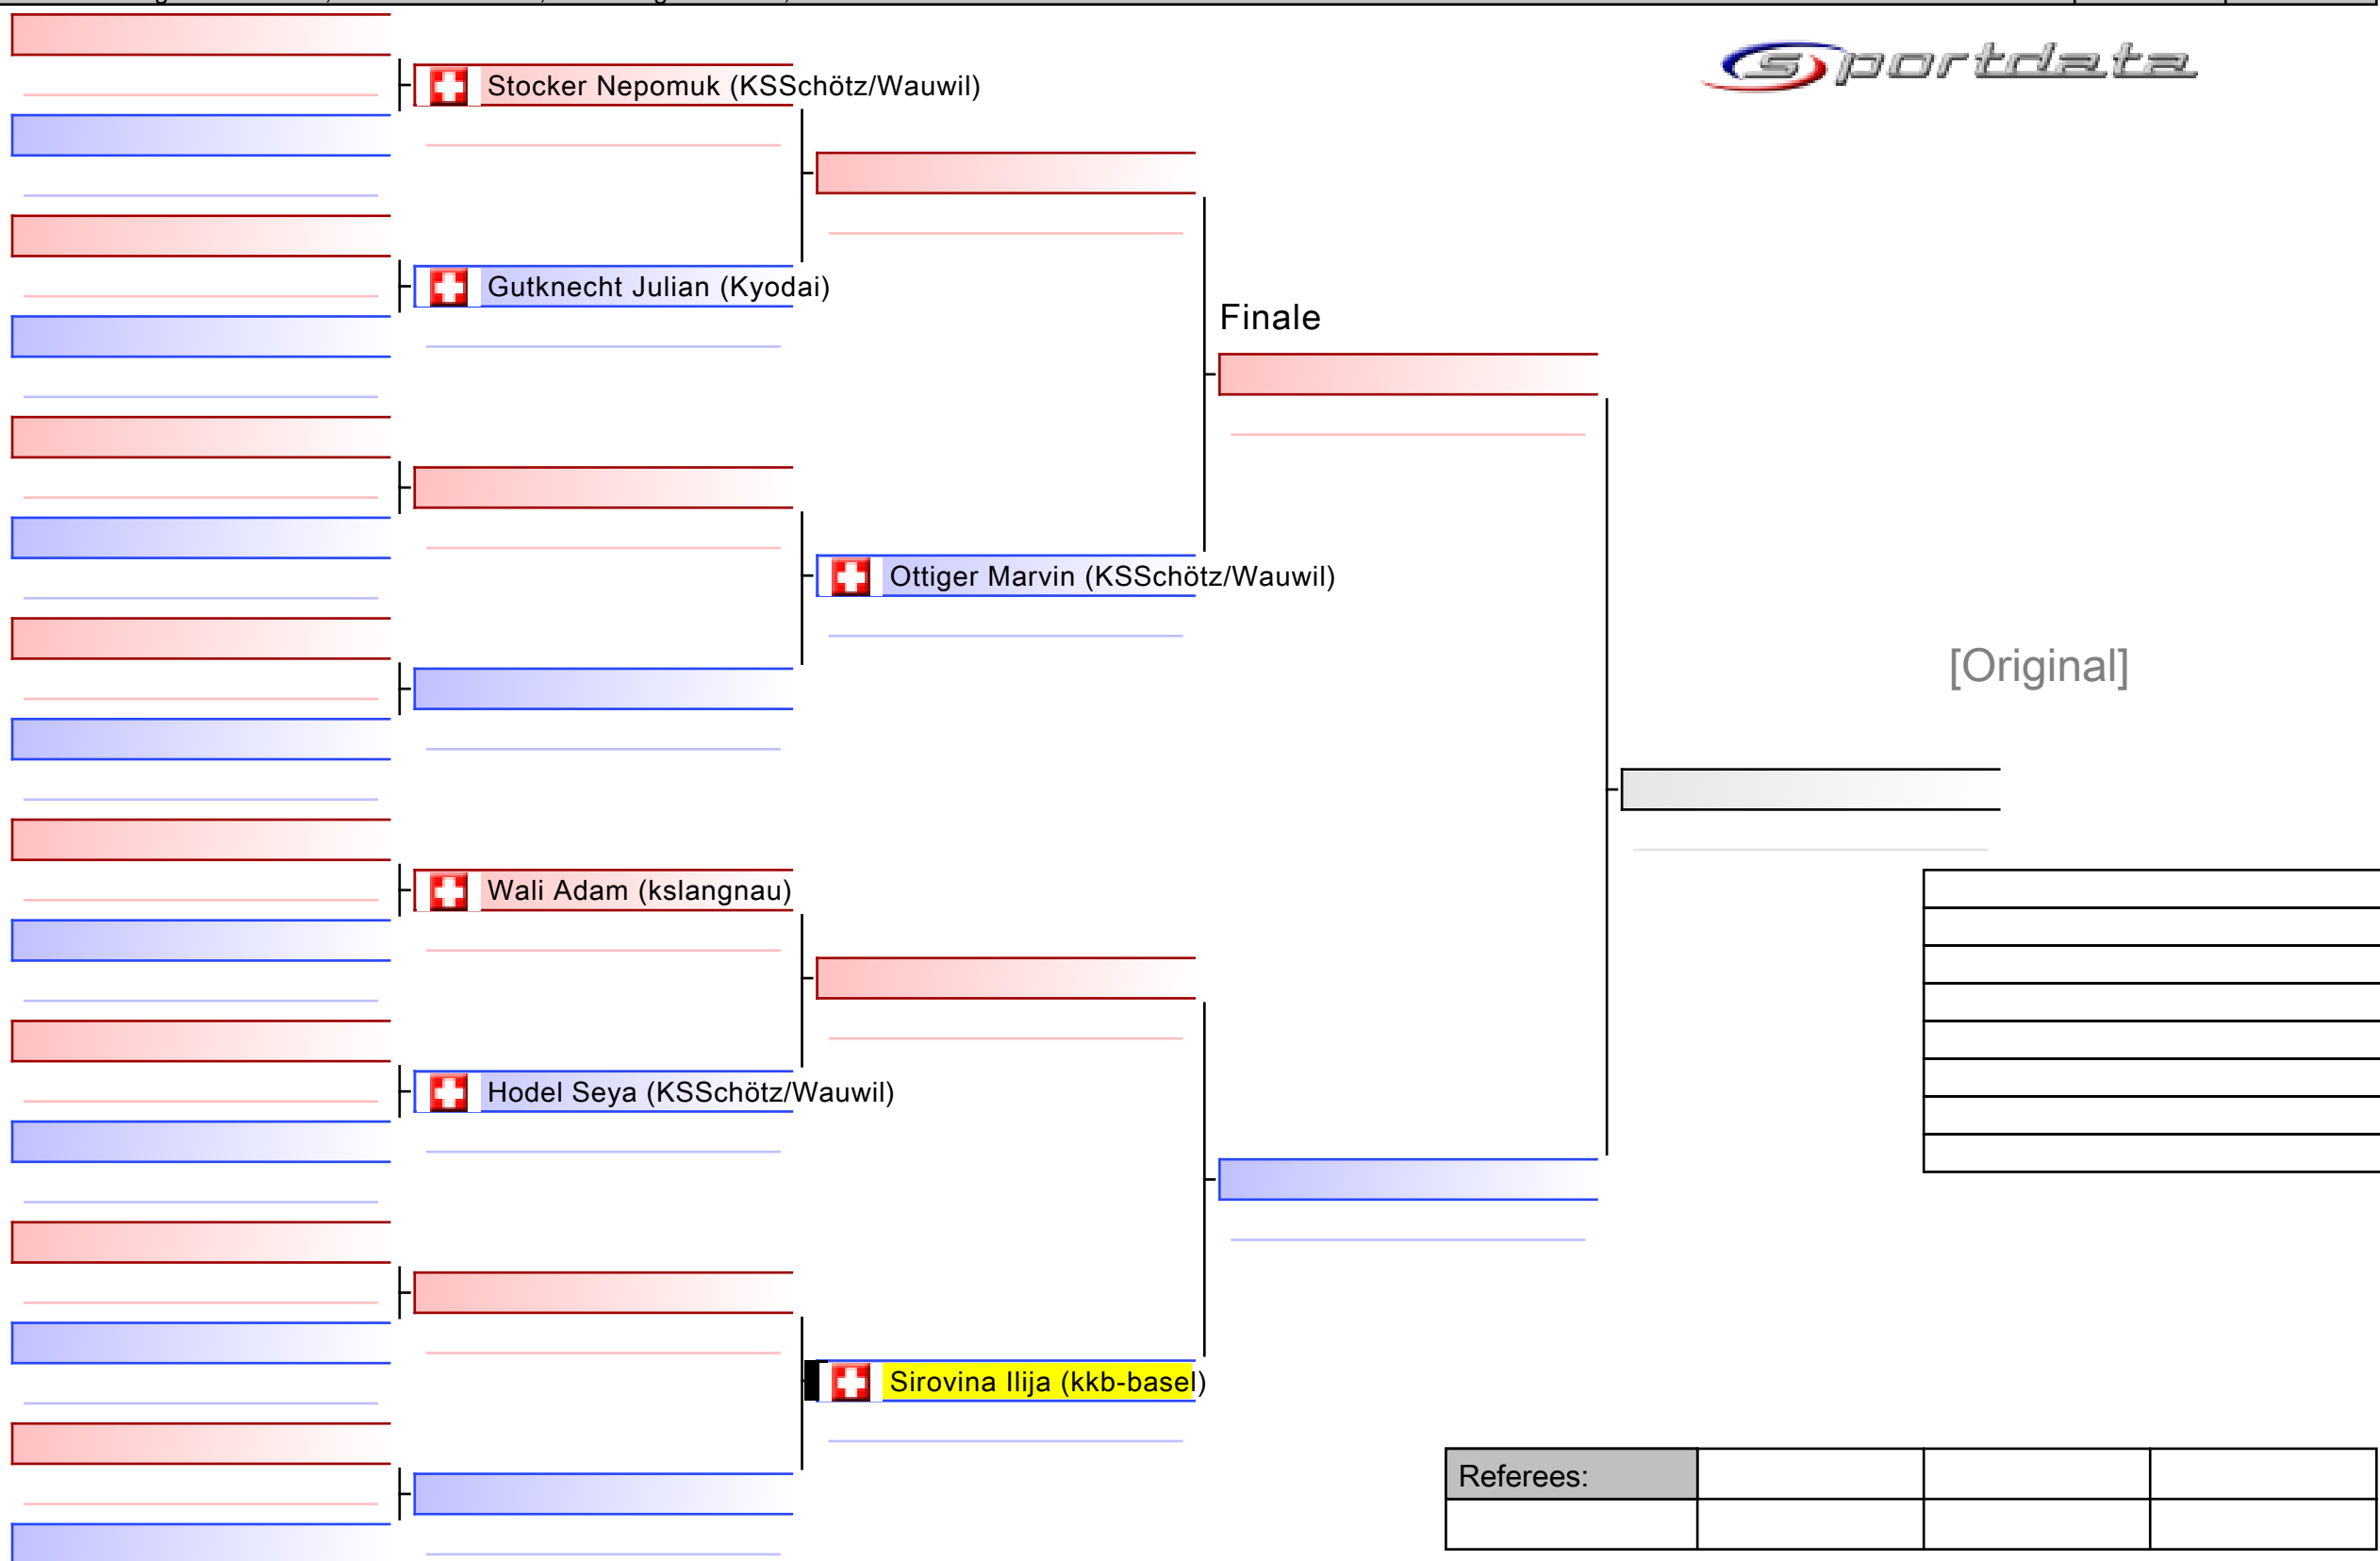 sportdata
Stocker Nepomuk (KSSchötz/Wauwil)
Gutknecht Julian (Kyodai)
Finale
Ottiger Marvin (KSSchötz/Wauwil)
[Original]
Wali Adam (kslangnau)
Hodel Seya (KSSchötz/Wauwil)
Sirovina Ilija (kkb-basel)
Referees: